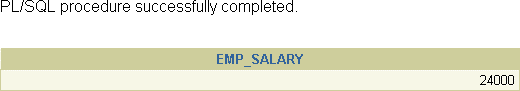 PL/SQL procedure successfully completed.
EMP_SALARY
24000